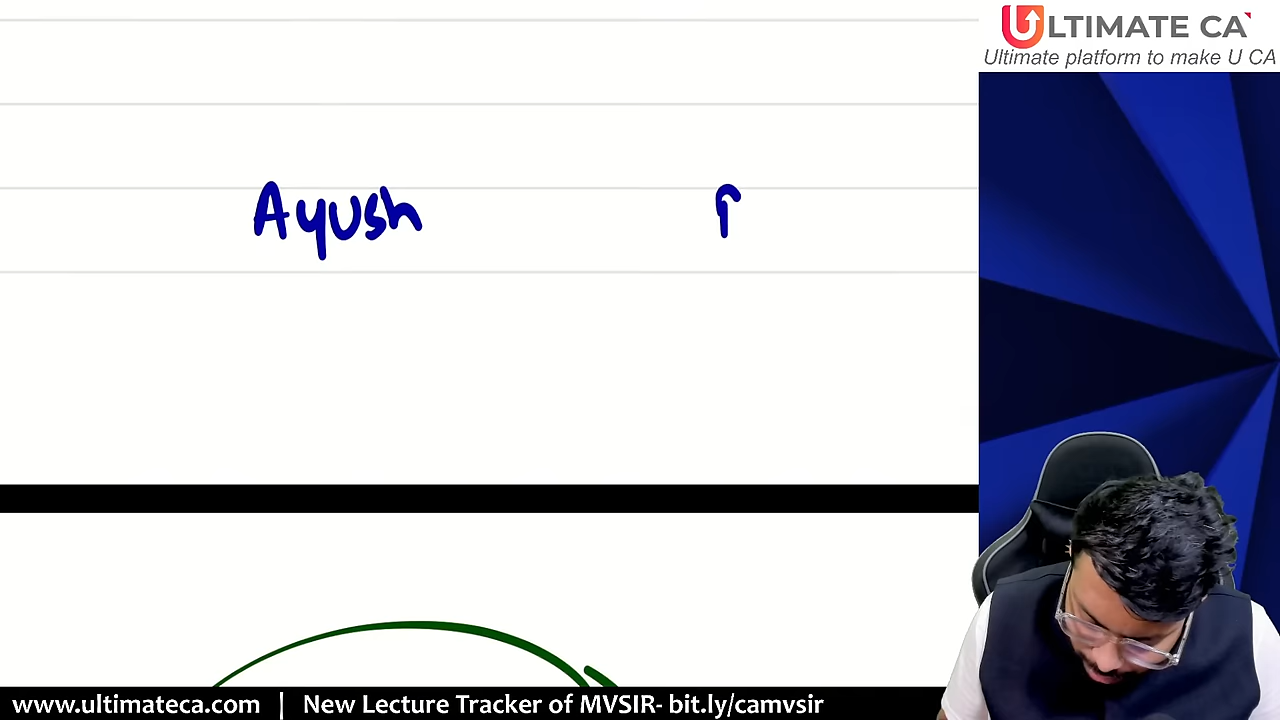 ULTIMATE CA
Ultimate platform to make U CA
Ayush
www.ultimateca.com | New Lecture Tracker of MVSIR- bit.ly/camvsir